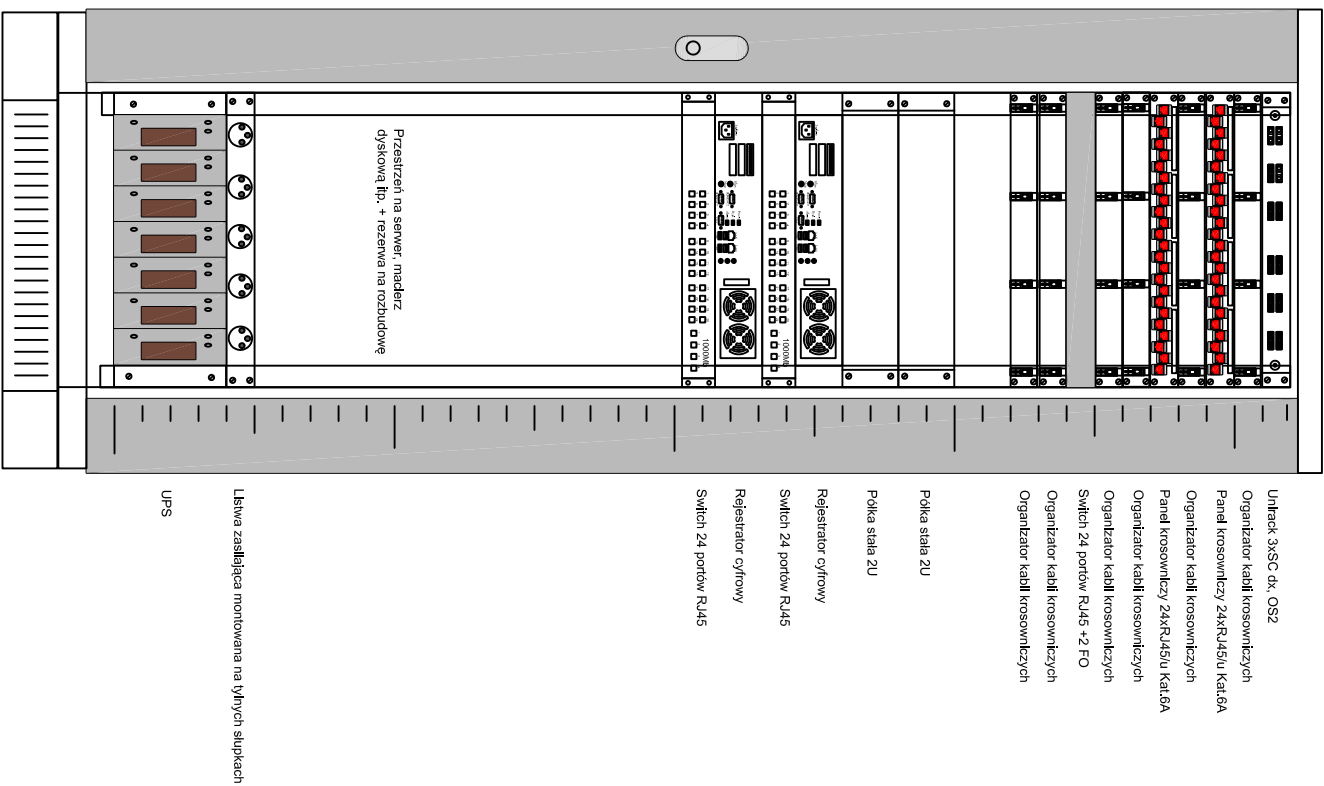 Unirack 3xSC dx, OS2
Organizator kabli krosowniczych
Panel krosowniczy 24xRJ45/u Kat.6A
Organizator kabli krosowniczych
Panel krosowniczy 24xRJ45/u Kat.6A
Organizator kabli krosowniczych
Organizator kabli krosowniczych
Switch 24 portów RJ45 +2 FO
Organizator kabli krosowniczych
Organizator kabli krosowniczych
Półka stała 2U
Półka stała 2U
Rejestrator cyfrowy
Switch 24 portów RJ45
1000Mb
Rejestrator cyfrowy
Switch 24 portów RJ45
1000Mb
Przestrzeń na serwer, macierz
dyskową itp. + rezerwa na rozbudowę
Listwa zasilająca montowana na tylnych słupkach
UPS